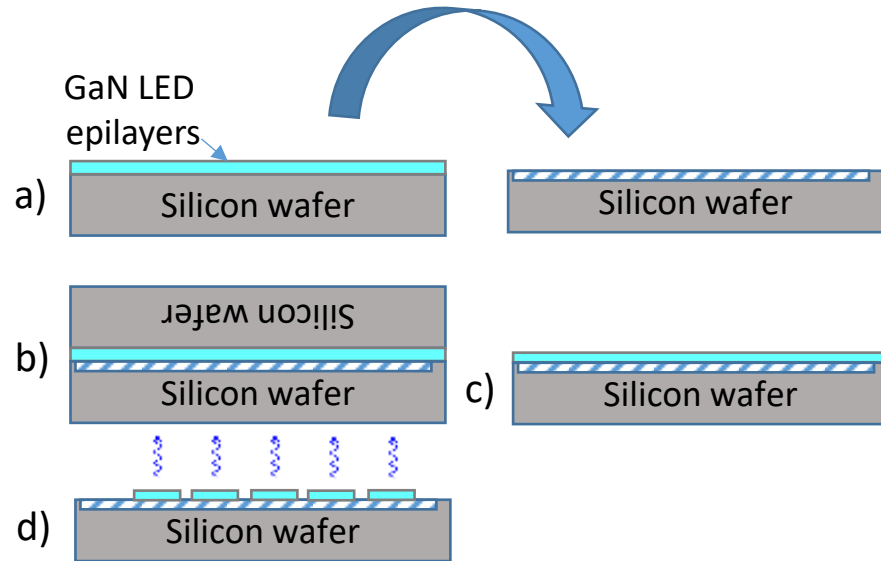 GaN LED
epilayers
a)
Silicon wafer
Silicon wafer
b)
Silicon wafer
Silicon wafer
c)
Silicon wafer
d)
Silicon wafer